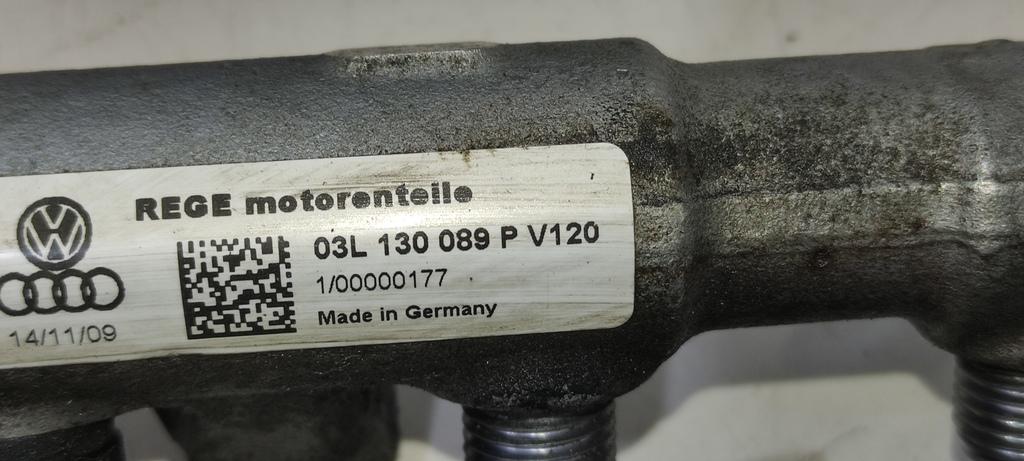 REGE motorenteile
03L 130 089 P V120
1/00000177
Made in Germany
14/11/09